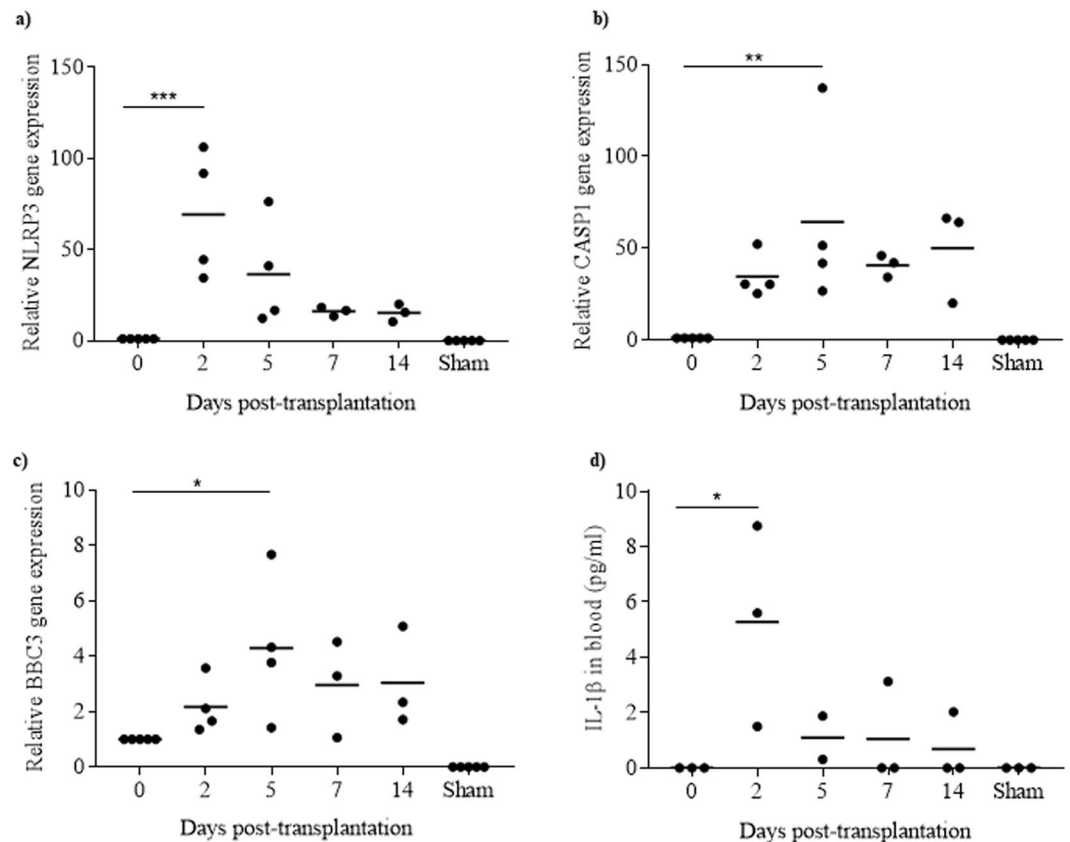 a)
Relative NLRP3 gene expression
150
100
50
0
***
0 2 5 7 14 Sham
Days post-transplantation
b)
Relative CASP1 gene expression
150
100
50
0
**
0 2 5 7 14 Sham
Days post-transplantation
c)
Relative BBC3 gene expression
10
8
6
4
2
0
*
0 2 5 7 14 Sham
Days post-transplantation
d)
IL-1β in blood (pg/ml)
10
8
6
4
2
0
*
0 2 5 7 14 Sham
Days post-transplantation